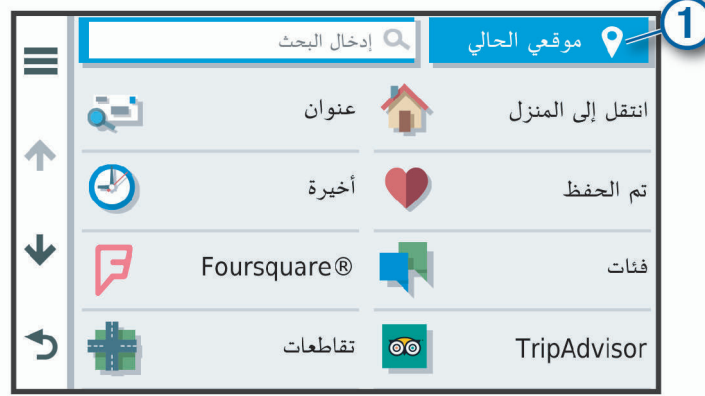 1
موقعي الحالي
إدخال البحث
انتقل إلى المنزل
عنوان
تم الحفظ
أخيرة
فئات
Foursquare®
TripAdvisor
تقاطعات